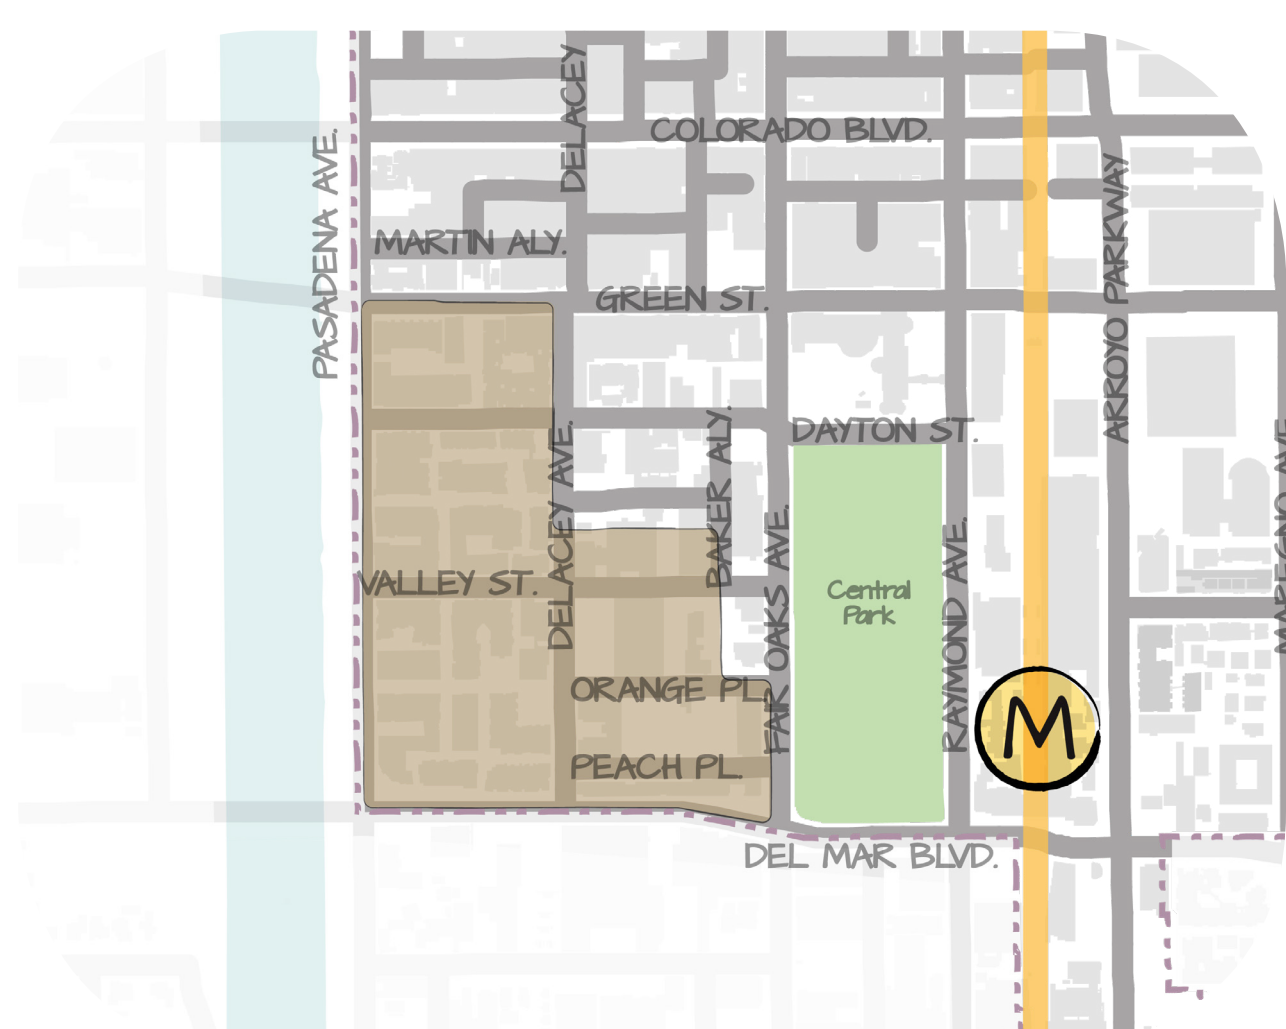 DELACEY
COLORADO BLVD.
PASADENA AVE.
ARROYO PARKWAY
MARTIN ALY.
GREEN ST.
DELACEY AVE.
BAKER ALY.
DAYTON ST.
FAIR OAKS AVE.
RAYMOND AVE.
VALLEY ST.
Central
Park
ORANGE PL.
M
PEACH PL.
DEL MAR BLVD.